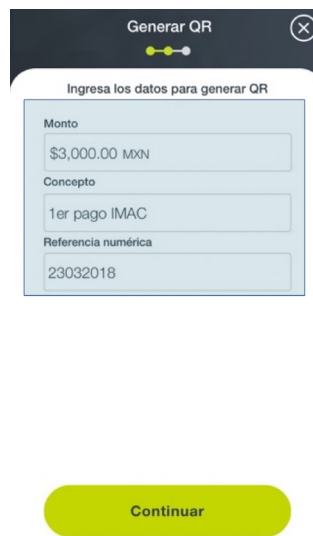 Generar QR
Ingresa los datos para generar QR
Monto
$3,000.00 MXN
Concepto
1er pago IMAC
Referencia numérica
23032018
Continuar